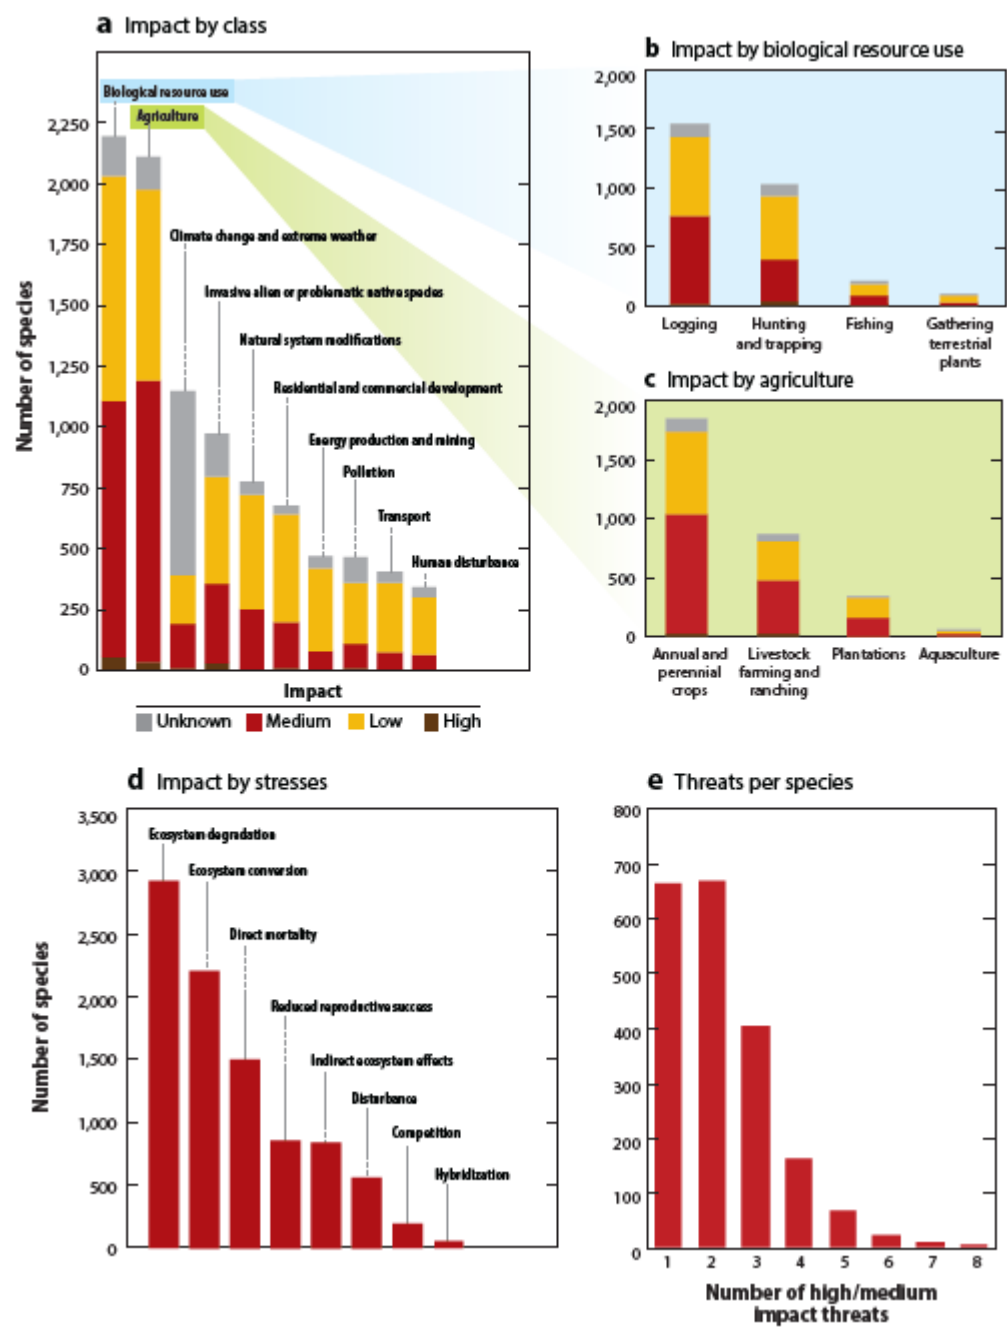 a Impact by class
Biological resource use
Agriculture
Climate change and extreme weather
Invasive alien or problematic native species
Natural system modifications
Residential and commercial development
Energy production and mining
Pollution
Transport
Human disturbance
Number of species
2,250
2,000
1,750
1,500
1,250
1,000
750
500
250
0
Impact
Unknown Medium Low High
b Impact by biological resource use
2,000
1,500
1,000
500
0
Logging
Hunting
and trapping
Fishing
Gathering
terrestrial
plants
c Impact by agriculture
2,000
1,500
1,000
500
0
Annual and
perennial
crops
Livestock
farming and
ranching
Plantations
Aquaculture
d Impact by stresses
Number of species
3,500
3,000
2,500
2,000
1,500
1,000
500
0
Ecosystem degradation
Ecosystem conversion
Direct mortality
Reduced reproductive success
Indirect ecosystem effects
Disturbance
Competition
Hybridization
e Threats per species
800
700
600
500
400
300
200
100
0
1 2 3 4 5 6 7 8
Number of high/medium
impact threats